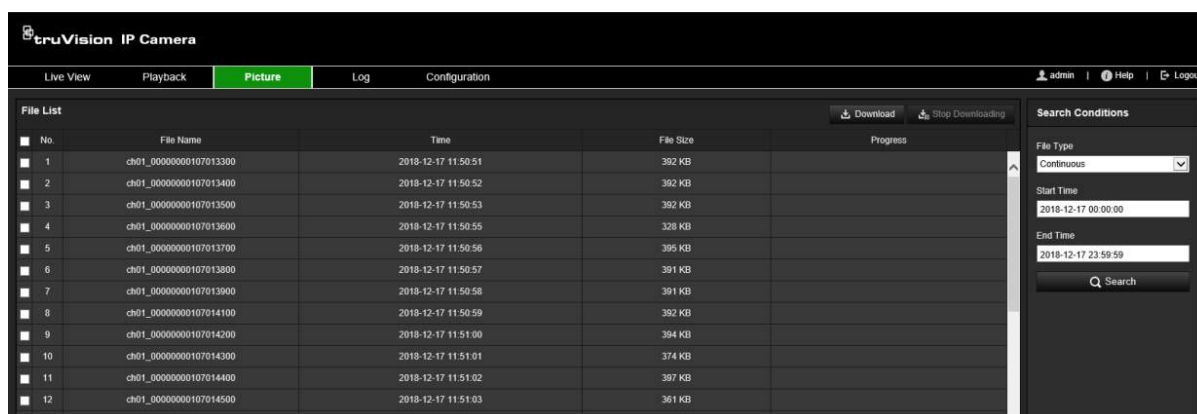 truVision IP Camera
Live View Playback Picture Log Configuration admin | Help | Logou
File List Download Stop Downloading
No. File Name Time File Size Progress
1 ch01_00000000107013300 2018-12-17 11:50:51 392 KB
2 ch01_00000000107013400 2018-12-17 11:50:52 392 KB
3 ch01_00000000107013500 2018-12-17 11:50:53 392 KB
4 ch01_00000000107013600 2018-12-17 11:50:55 328 KB
5 ch01_00000000107013700 2018-12-17 11:50:56 395 KB
6 ch01_00000000107013800 2018-12-17 11:50:57 391 KB
7 ch01_00000000107013900 2018-12-17 11:50:58 391 KB
8 ch01_00000000107014100 2018-12-17 11:50:59 392 KB
9 ch01_00000000107014200 2018-12-17 11:51:00 394 KB
10 ch01_00000000107014300 2018-12-17 11:51:01 374 KB
11 ch01_00000000107014400 2018-12-17 11:51:02 397 KB
12 ch01_00000000107014500 2018-12-17 11:51:03 361 KB
Search Conditions
File Type
Continuous
Start Time
2018-12-17 00:00:00
End Time
2018-12-17 23:59:59
Search